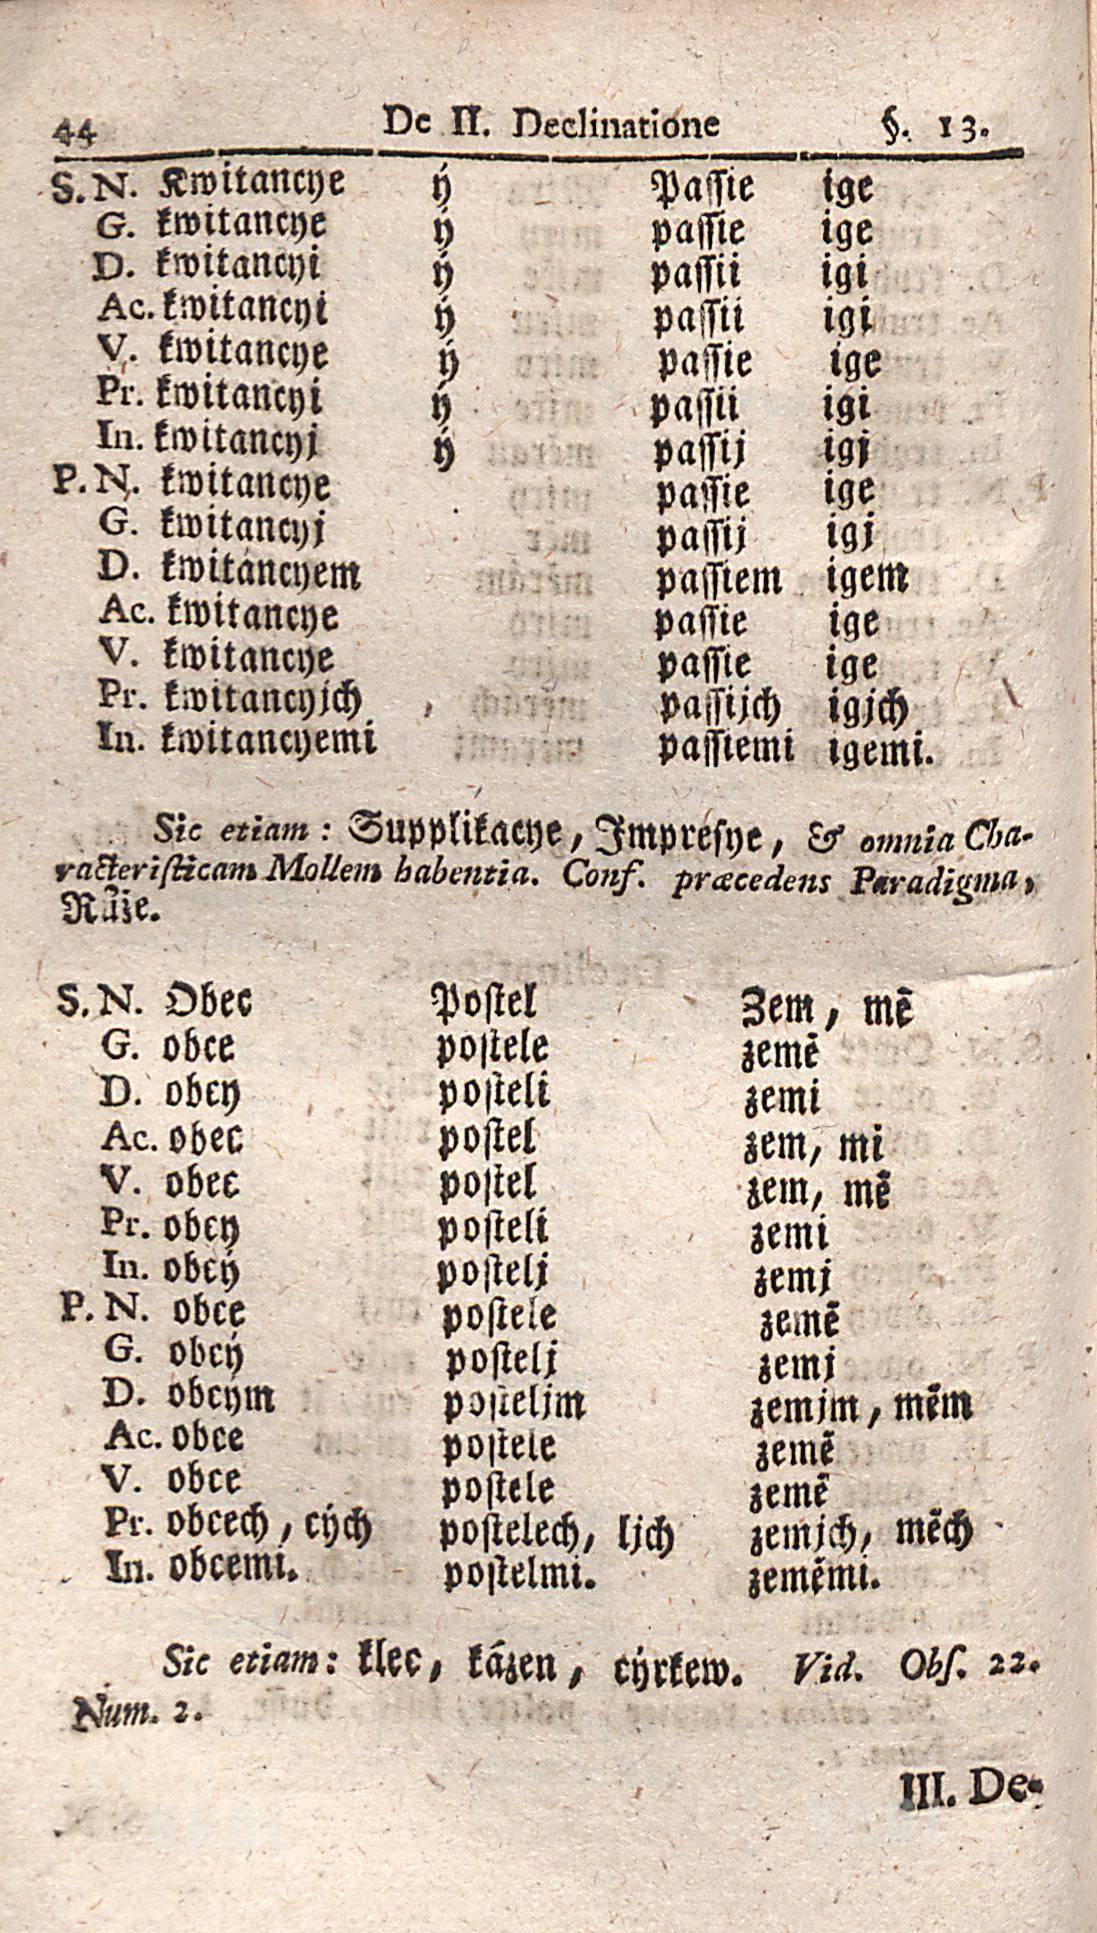 44 De II. Declinatione §. 13.
S. N. Kwitancye ý Paſſie ige
G. kwitancye ý paſſie ige
D. kwitancyi ý paſſii igi
Ac. kwitancyi ý paſſii igi
V. kwitancye ý paſſie ige
Pr. kwitancyi ý paſſii igi
In. kwitancyj ý paſſij igj
P. N. kwitancye paſſie ige
G. kwitancyj paſſij igj
D. kwitancyem paſſiem igem
Ac. kwitancye paſſie ige
V. kwitancye paſſie ige
Pr. kwitancyjch paſſijch igjch
In. kwitancyemi paſſiemi igemi.
Sic etiam: Supplikacye, Impreſye, & omnia Cha-
racteriſticam Mollem habentia. Conf. præcedens Paradigma,
Růže.
S. N. Obec Poſtel Zem, mě
G. obce poſtele země
D. obcy poſteli zemi
Ac. obec poſtel zem, mi
V. obec poſtel zem, mě
Pr. obcy poſteli zemi
In. obcý poſtelj zemj
P. N. obce poſtele země
G. obcý poſtelj zemj
D. obcým poſteljm zemjm, měm
Ac. obce poſtele země
V. obce poſtele země
Pr. obcech, cých poſtelech, ljch zemjch, měch
In. obcemi. poſtelmi. zeměmi.
Sic etiam: klec, kázen, cýrkew. Vid. Obſ. 22.
Num. 2.
III. De-